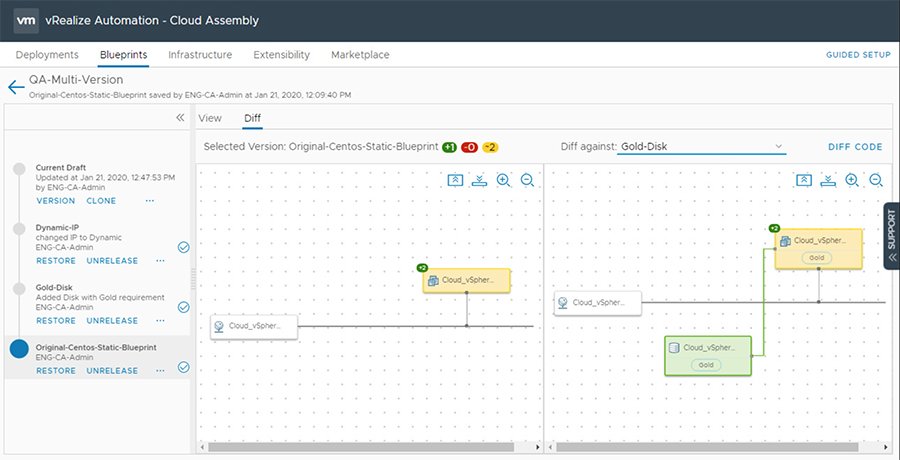 vm vRealize Automation - Cloud Assembly
Deployments Blueprints Infrastructure Extensibility Marketplace GUIDED SETUP
QA-Multi-Version
Original-Centos-Static-Blueprint saved by ENG-CA-Admin at Jan 21, 2020, 12:09:40 PM
View Diff
Selected Version: Original-Centos-Static-Blueprint +1 -0 ~2 Diff against: Gold-Disk DIFF CODE
Current Draft
Updated at Jan 21, 2020, 12:47:53 PM
by ENG-CA-Admin
VERSION CLONE ...
Dynamic-IP
changed IP to Dynamic
ENG-CA-Admin
RESTORE UNRELEASE ...
Gold-Disk
Added Disk with Gold requirement
ENG-CA-Admin
RESTORE UNRELEASE ...
Original-Centos-Static-Blueprint
ENG-CA-Admin
RESTORE UNRELEASE ...
+2
Cloud_vSpher...
Cloud_vSpher...
+2
Cloud_vSpher...
Gold
Cloud_vSpher...
Cloud_vSpher...
Gold
SUPPORT